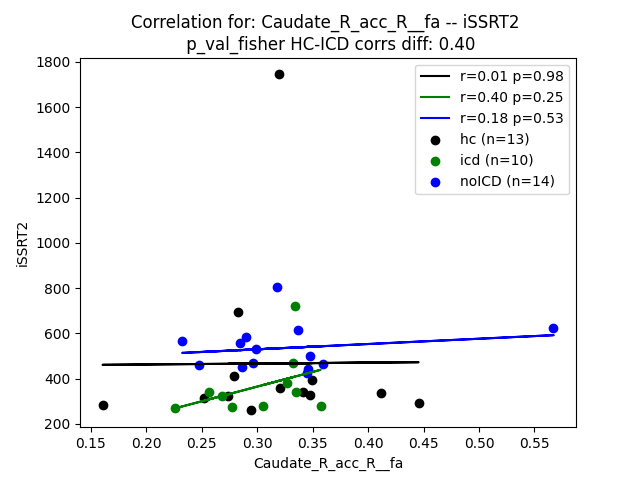 Correlation for: Caudate_R_acc_R__fa -- iSSRT2
p_val_fisher HC-ICD corrs diff: 0.40
1800
1600
1400
1200
1000
800
600
400
200
iSSRT2
r=0.01 p=0.98
r=0.40 p=0.25
r=0.18 p=0.53
hc (n=13)
icd (n=10)
noICD (n=14)
0.15 0.20 0.25 0.30 0.35 0.40 0.45 0.50 0.55
Caudate_R_acc_R__fa